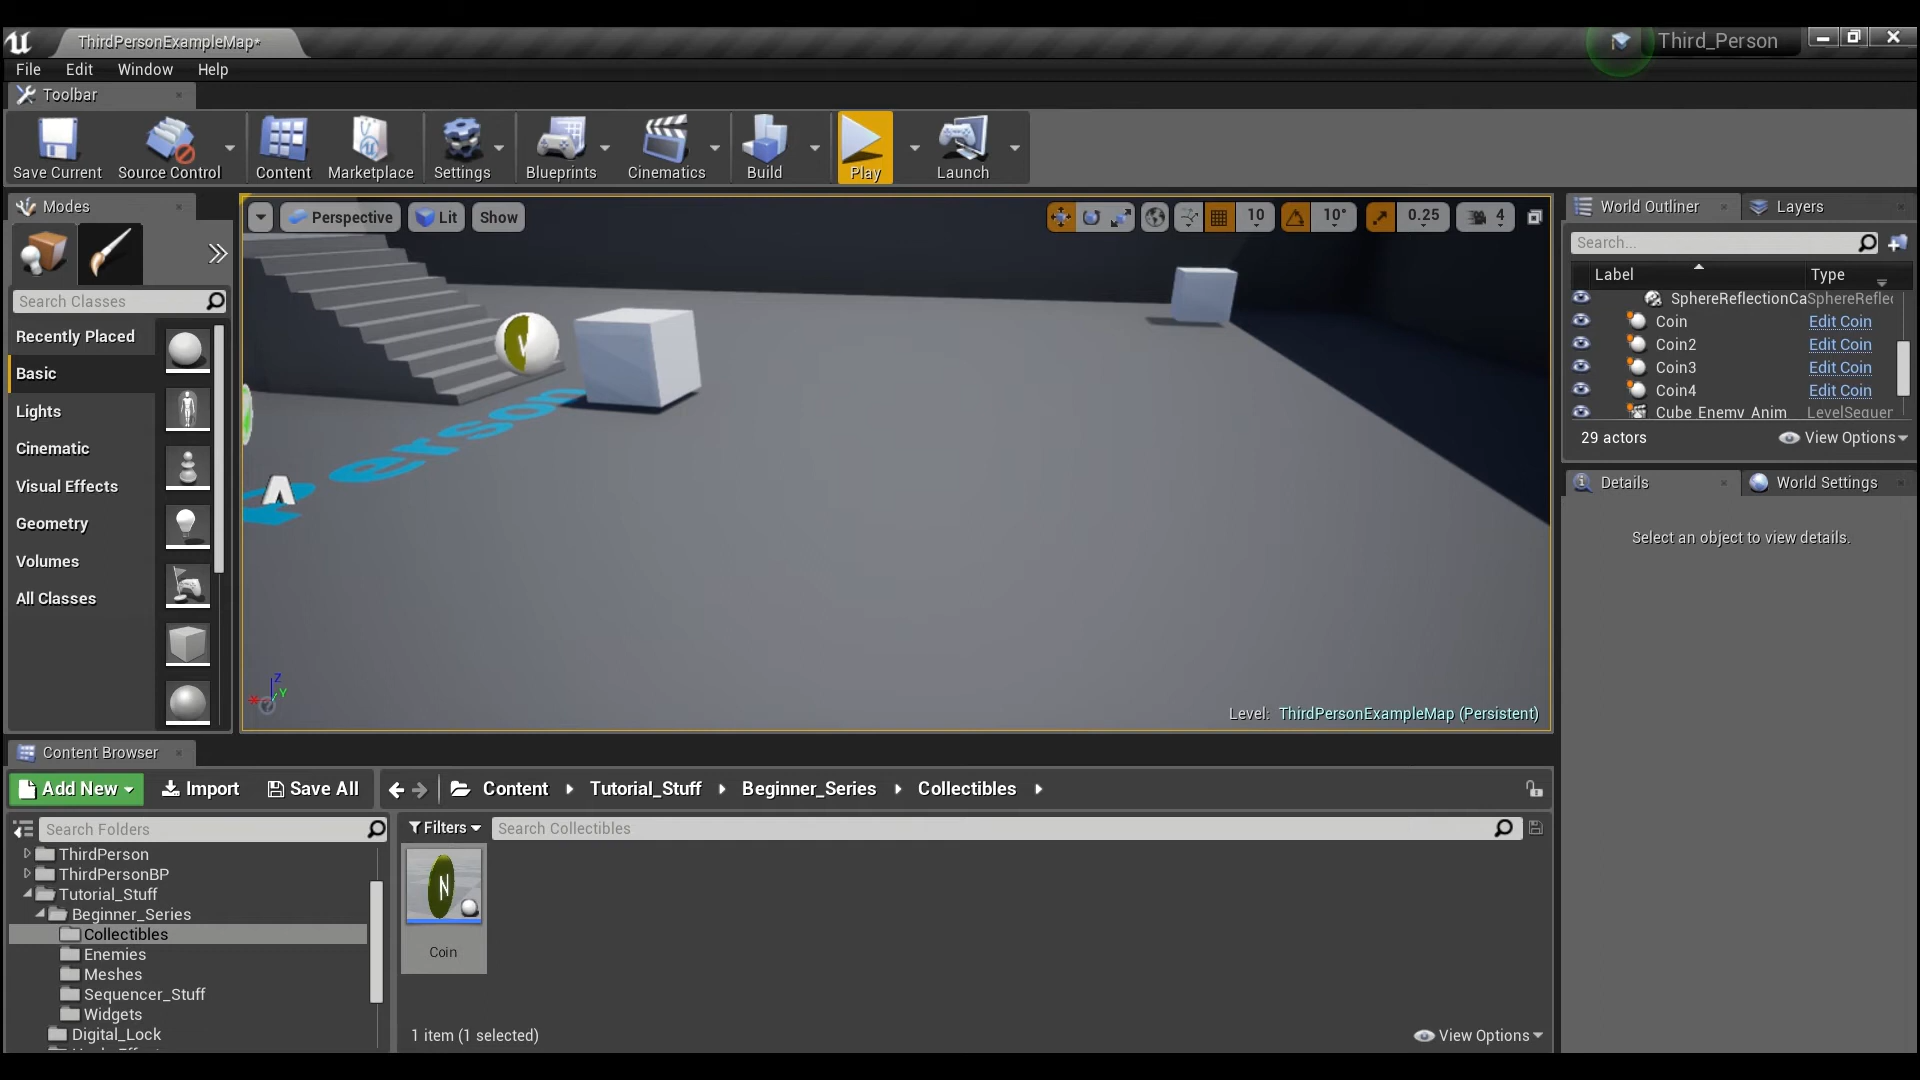 ThirdPersonExampleMap*
Third_Person
File Edit Window Help
Toolbar
Save Current Source Control Content Marketplace Settings Blueprints Cinematics Build Play Launch
Modes
Search Classes
Recently Placed
Basic
Lights
Cinematic
Visual Effects
Geometry
Volumes
All Classes
Perspective Lit Show
10 10° 0.25 4
N
erson
Z
Y
X
Level: ThirdPersonExampleMap (Persistent)
World Outliner Layers
Search...
Label Type
SphereReflectionCa SphereReflec
Coin Edit Coin
Coin2 Edit Coin
Coin3 Edit Coin
Coin4 Edit Coin
Cube_Enemy_Anim LevelSequer
29 actors View Options
Details World Settings
Select an object to view details.
Content Browser
Add New Import Save All Content Tutorial_Stuff Beginner_Series Collectibles
Search Folders
Filters Search Collectibles
ThirdPerson
ThirdPersonBP
Tutorial_Stuff
Beginner_Series
Collectibles
Enemies
Meshes
Sequencer_Stuff
Widgets
Digital_Lock
N
Coin
1 item (1 selected) View Options